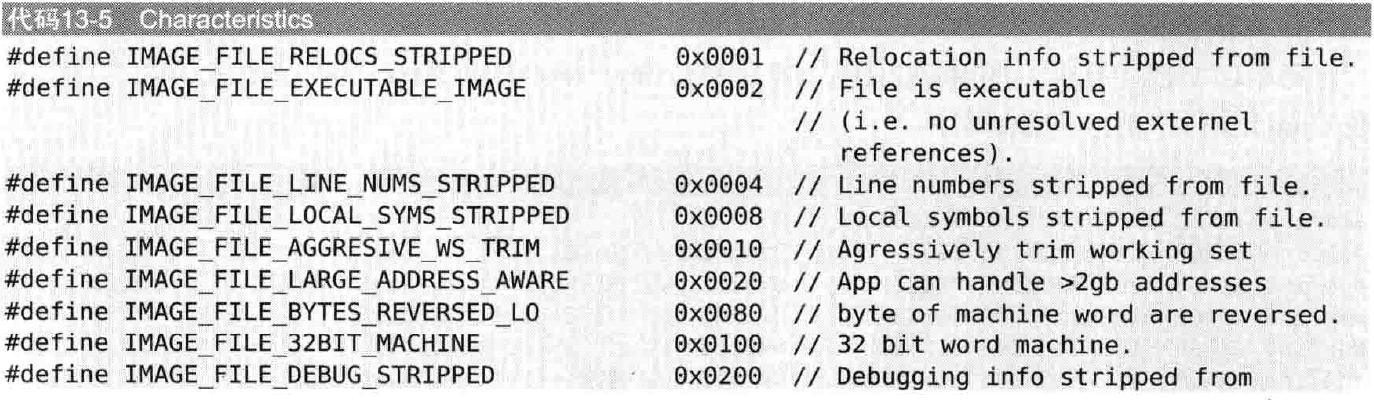 代码13-5 Characteristics
#define IMAGE_FILE_RELOCS_STRIPPED 0x0001 // Relocation info stripped from file.
#define IMAGE_FILE_EXECUTABLE_IMAGE 0x0002 // File is executable
// (i.e. no unresolved externel
references).
#define IMAGE_FILE_LINE_NUMS_STRIPPED 0x0004 // Line numbers stripped from file.
#define IMAGE_FILE_LOCAL_SYMS_STRIPPED 0x0008 // Local symbols stripped from file.
#define IMAGE_FILE_AGGRESIVE_WS_TRIM 0x0010 // Agressively trim working set
#define IMAGE_FILE_LARGE_ADDRESS_AWARE 0x0020 // App can handle >2gb addresses
#define IMAGE_FILE_BYTES_REVERSED_LO 0x0080 // byte of machine word are reversed.
#define IMAGE_FILE_32BIT_MACHINE 0x0100 // 32 bit word machine.
#define IMAGE_FILE_DEBUG_STRIPPED 0x0200 // Debugging info stripped from